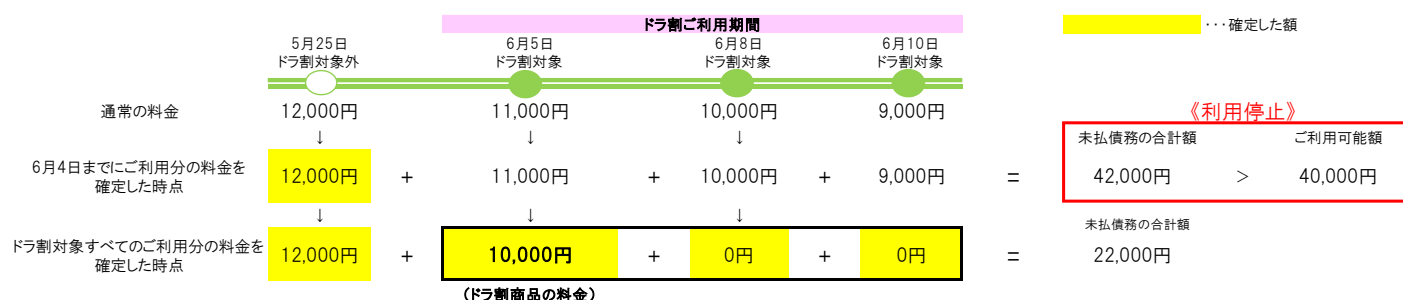 ドラ割ご利用期間
・・・確定した額
5月25日
ドラ割対象外
6月5日
ドラ割対象
6月8日
ドラ割対象
6月10日
ドラ割対象
通常の料金 12,000円 11,000円 10,000円 9,000円
《利用停止》
↓ ↓ ↓
未払債務の合計額 ご利用可能額
6月4日までにご利用分の料金を
確定した時点
12,000円 + 11,000円 + 10,000円 + 9,000円 = 42,000円 > 40,000円
↓ ↓ ↓
未払債務の合計額
ドラ割対象すべてのご利用分の料金を
確定した時点
12,000円 + 10,000円 + 0円 + 0円 = 22,000円
(ドラ割商品の料金)